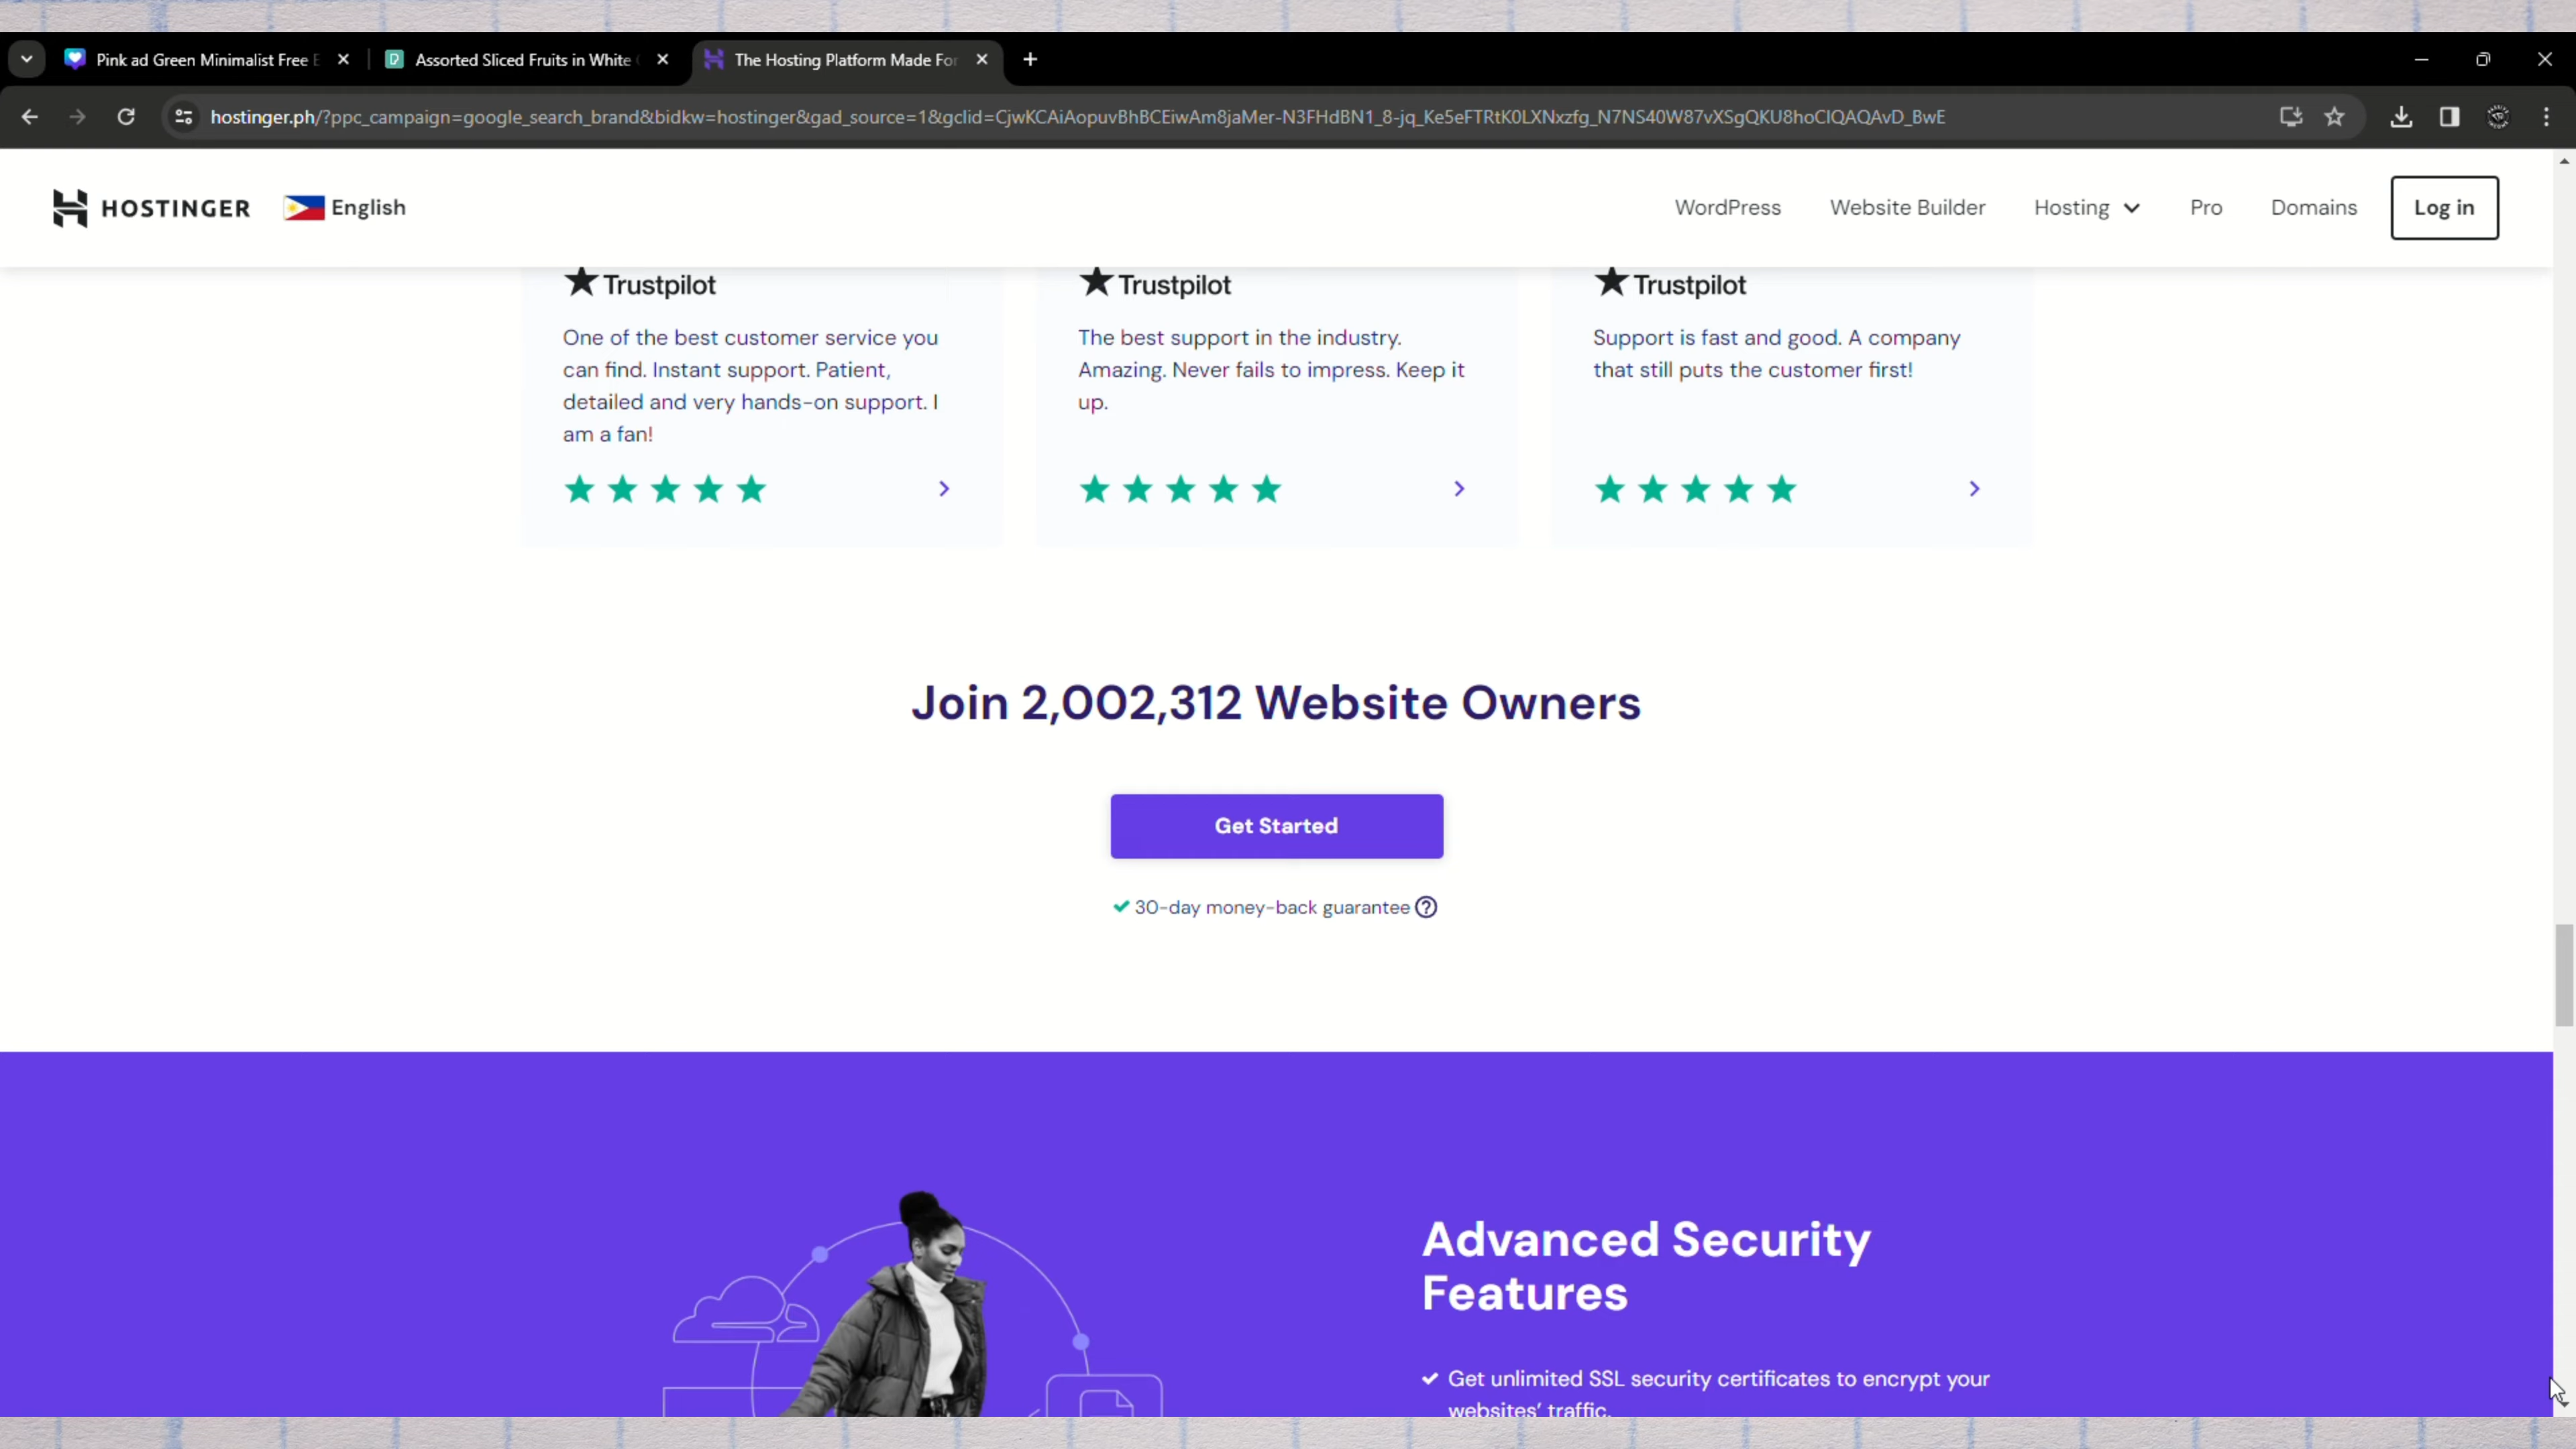 Pink ad Green Minimalist Free
Assorted Sliced Fruits in White
The Hosting Platform Made For
hostinger.ph/?ppc_campaign=google_search_brand&bidkw=hostinger&gad_source=1&gclid=CjwKCAiAopuvBhBCEiwAm8jaMer-N3FHdBN1_8-jq_Ke5eFTRtK0LXNxzfg_N7NS40W87vXSgQKU8hoCIQAQAvD_BwE
HOSTINGER
English
WordPress
Website Builder
Hosting
Pro
Domains
Log in
Trustpilot
One of the best customer service you
can find. Instant support. Patient,
detailed and very hands-on support. I
am a fan!
Trustpilot
The best support in the industry.
Amazing. Never fails to impress. Keep it
up.
Trustpilot
Support is fast and good. A company
that still puts the customer first!
Join 2,002,312 Website Owners
Get Started
30-day money-back guarantee
Advanced Security
Features
Get unlimited SSL security certificates to encrypt your
websites' traffic.